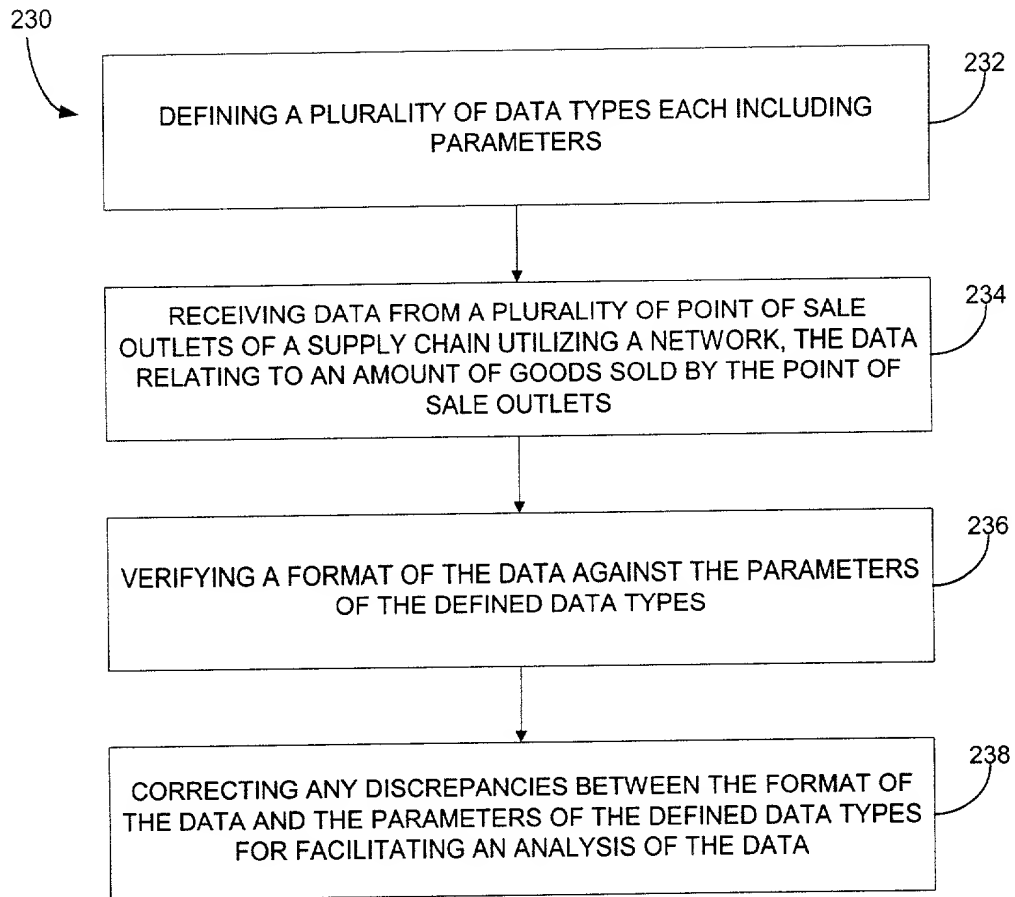 230
232
DEFINING A PLURALITY OF DATA TYPES EACH INCLUDING
PARAMETERS
234
RECEIVING DATA FROM A PLURALITY OF POINT OF SALE
OUTLETS OF A SUPPLY CHAIN UTILIZING A NETWORK, THE DATA
RELATING TO AN AMOUNT OF GOODS SOLD BY THE POINT OF
SALE OUTLETS
236
VERIFYING A FORMAT OF THE DATA AGAINST THE PARAMETERS
OF THE DEFINED DATA TYPES
238
CORRECTING ANY DISCREPANCIES BETWEEN THE FORMAT OF
THE DATA AND THE PARAMETERS OF THE DEFINED DATA TYPES
FOR FACILITATING AN ANALYSIS OF THE DATA